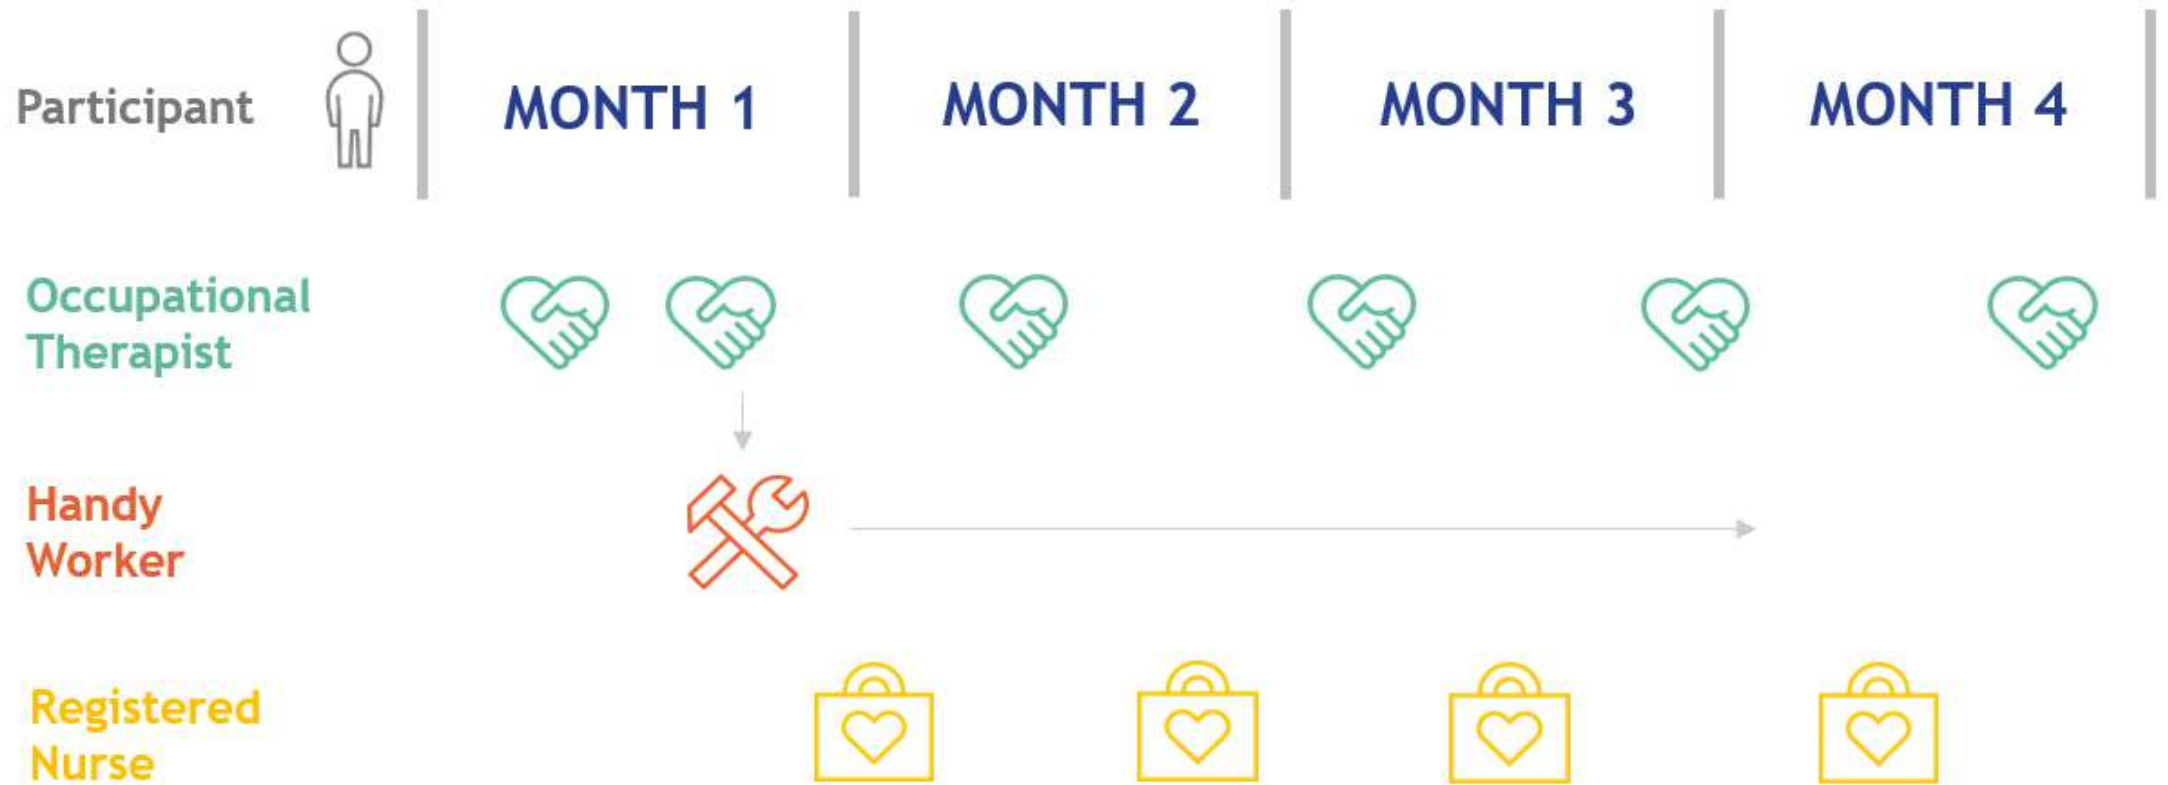 Participant
MONTH 1
MONTH 2
MONTH 3
MONTH 4
Occupational
Therapist
Handy
Worker
Registered
Nurse